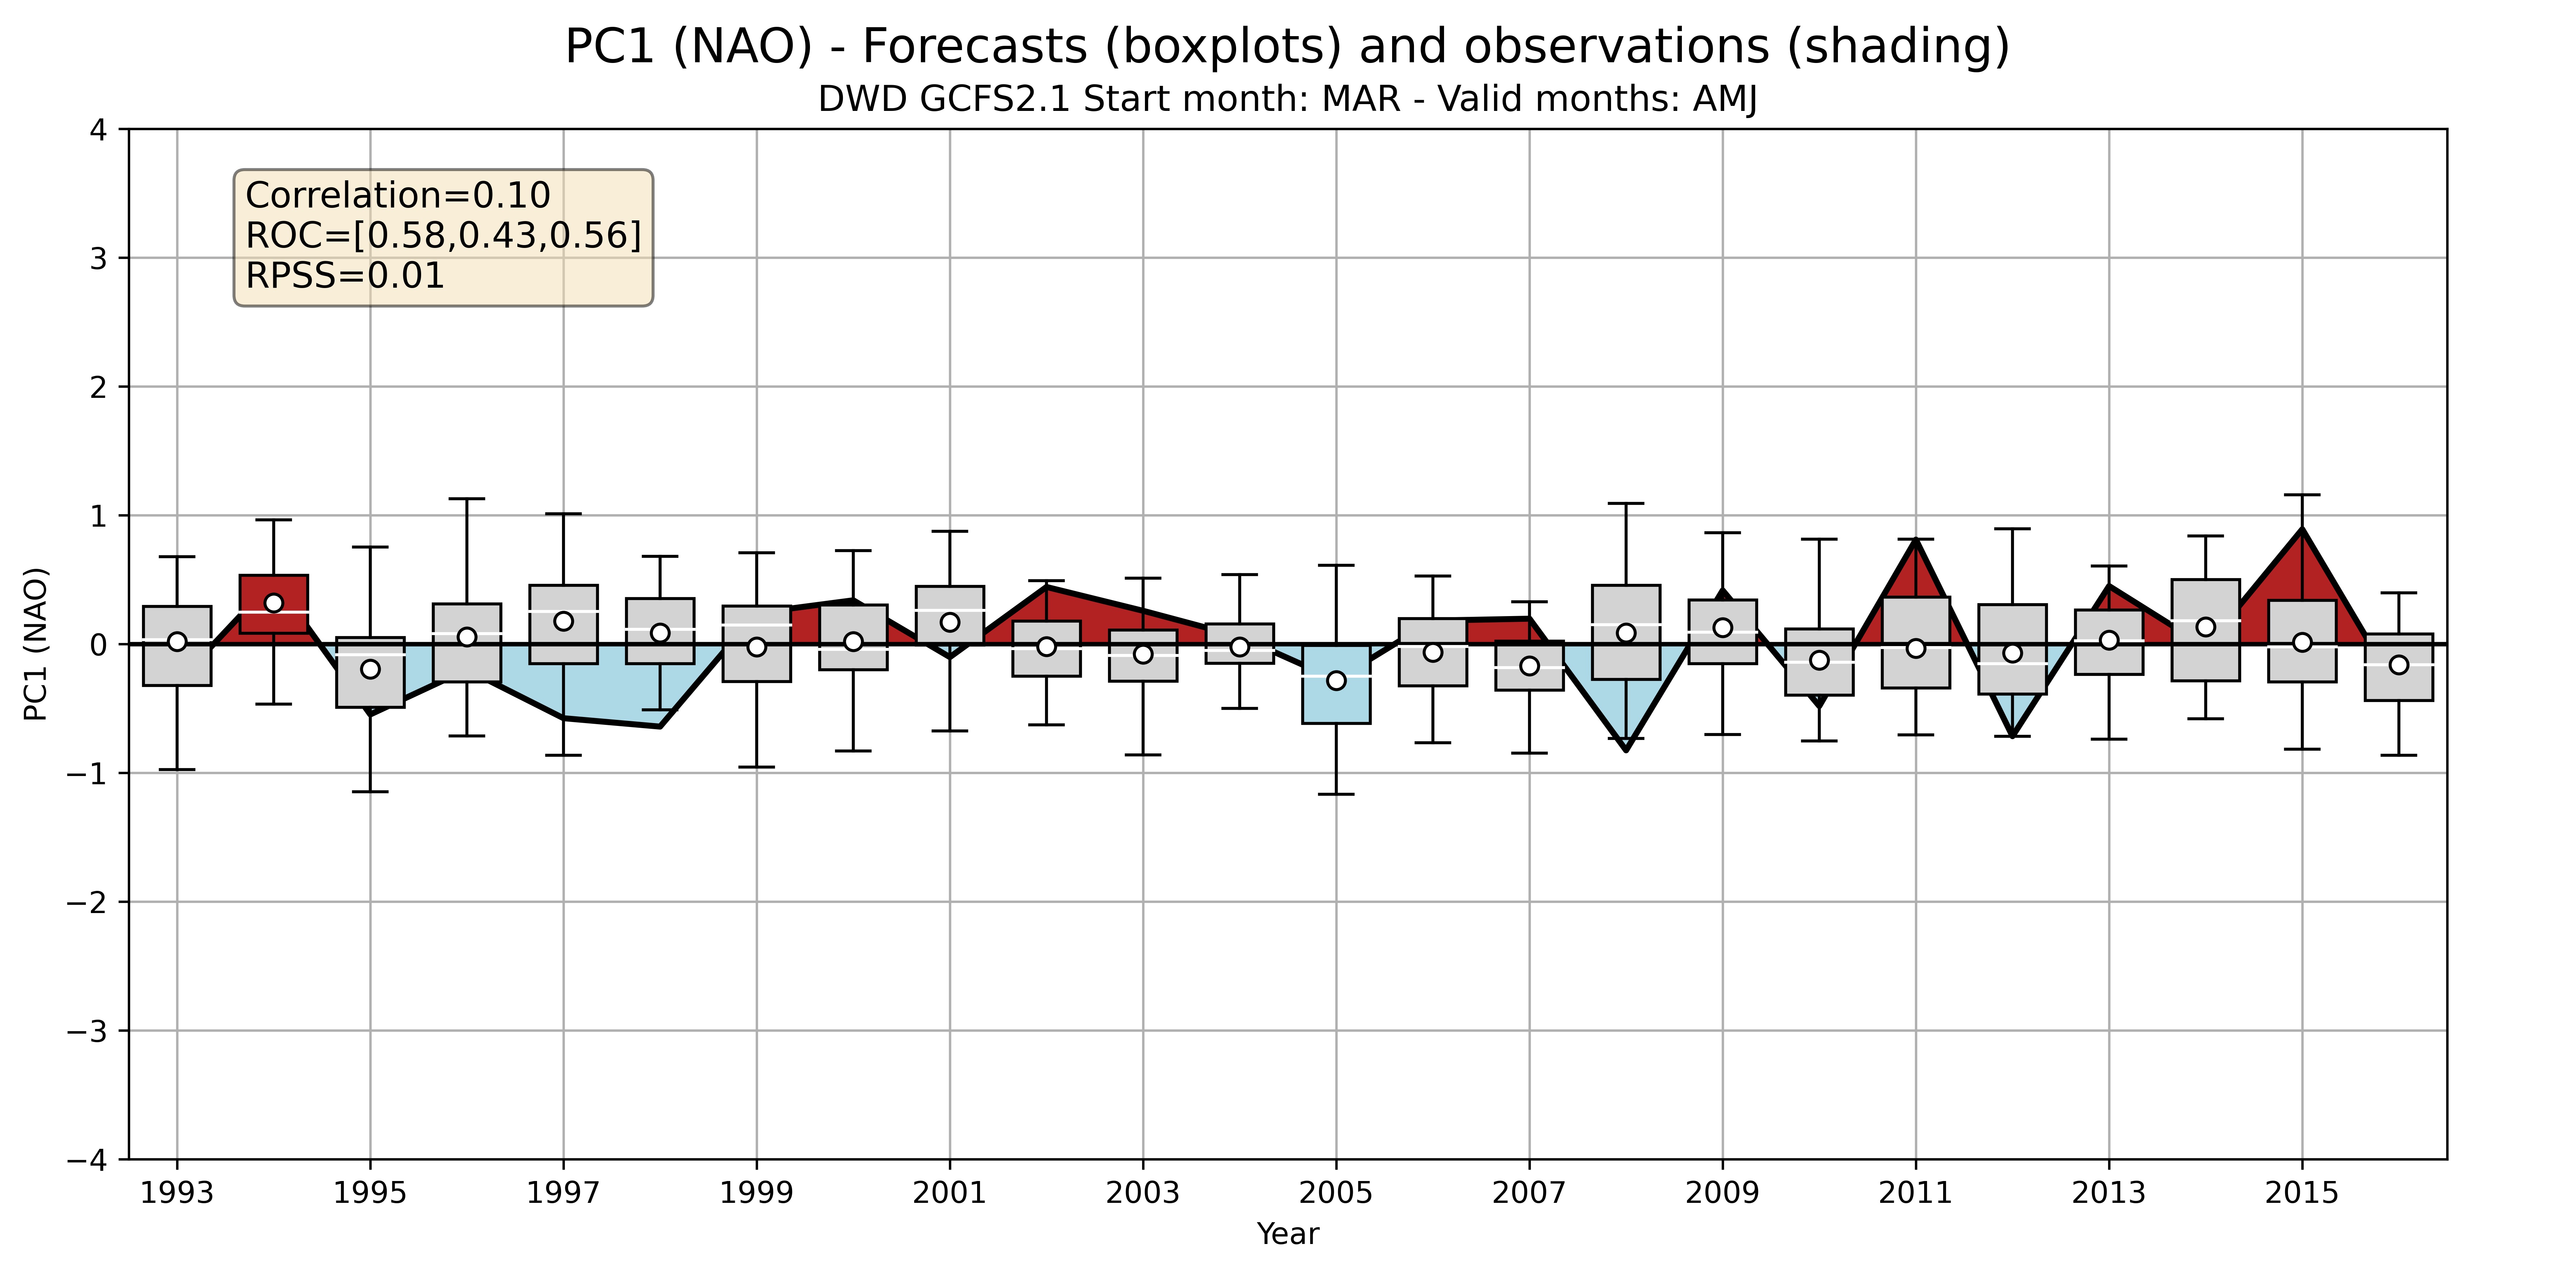 PC1 (NAO) - Forecasts (boxplots) and observations (shading)
DWD GCFS2.1 Start month: MAR - Valid months: AMJ
Correlation=0.10
ROC=[0.58,0.43,0.56]
RPSS=0.01
PC1 (NAO)
4
3
2
1
0
−1
−2
−3
−4
1993 1995 1997 1999 2001 2003 2005 2007 2009 2011 2013 2015
Year